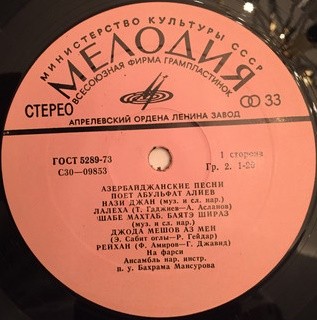 МИНИСТЕРСТВО КУЛЬТУРЫ СССР
МЕЛОДИЯ
ВСЕСОЮЗНАЯ ФИРМА ГРАМПЛАСТИНОК
СТЕРЕО
33
АПРЕЛЕВСКИЙ ОРДЕНА ЛЕНИНА ЗАВОД
ГОСТ 5289-73
1 сторона
С30—09853
Гр. 2. 1-25
АЗЕРБАЙДЖАНСКИЕ ПЕСНИ
ПОЕТ АБУЛЬФАТ АЛИЕВ
НАЗИ ДЖАН (муз. и сл. нар.)
ЛАЛЕХА (Т. Гаджиев—А. Асланов)
ШАБЕ МАХТАБ, БАЯТЭ ШИРАЗ
(муз. и сл. нар.)
ДЖОДА МЕШОВ АЗ МЕН
(Э. Сабит оглы—Р. Гейдар)
РЕЙХАН (Ф. Амиров—Г. Джавид)
На фарси
Ансамбль нар. инстр.
п. у. Бахрама Мансурова